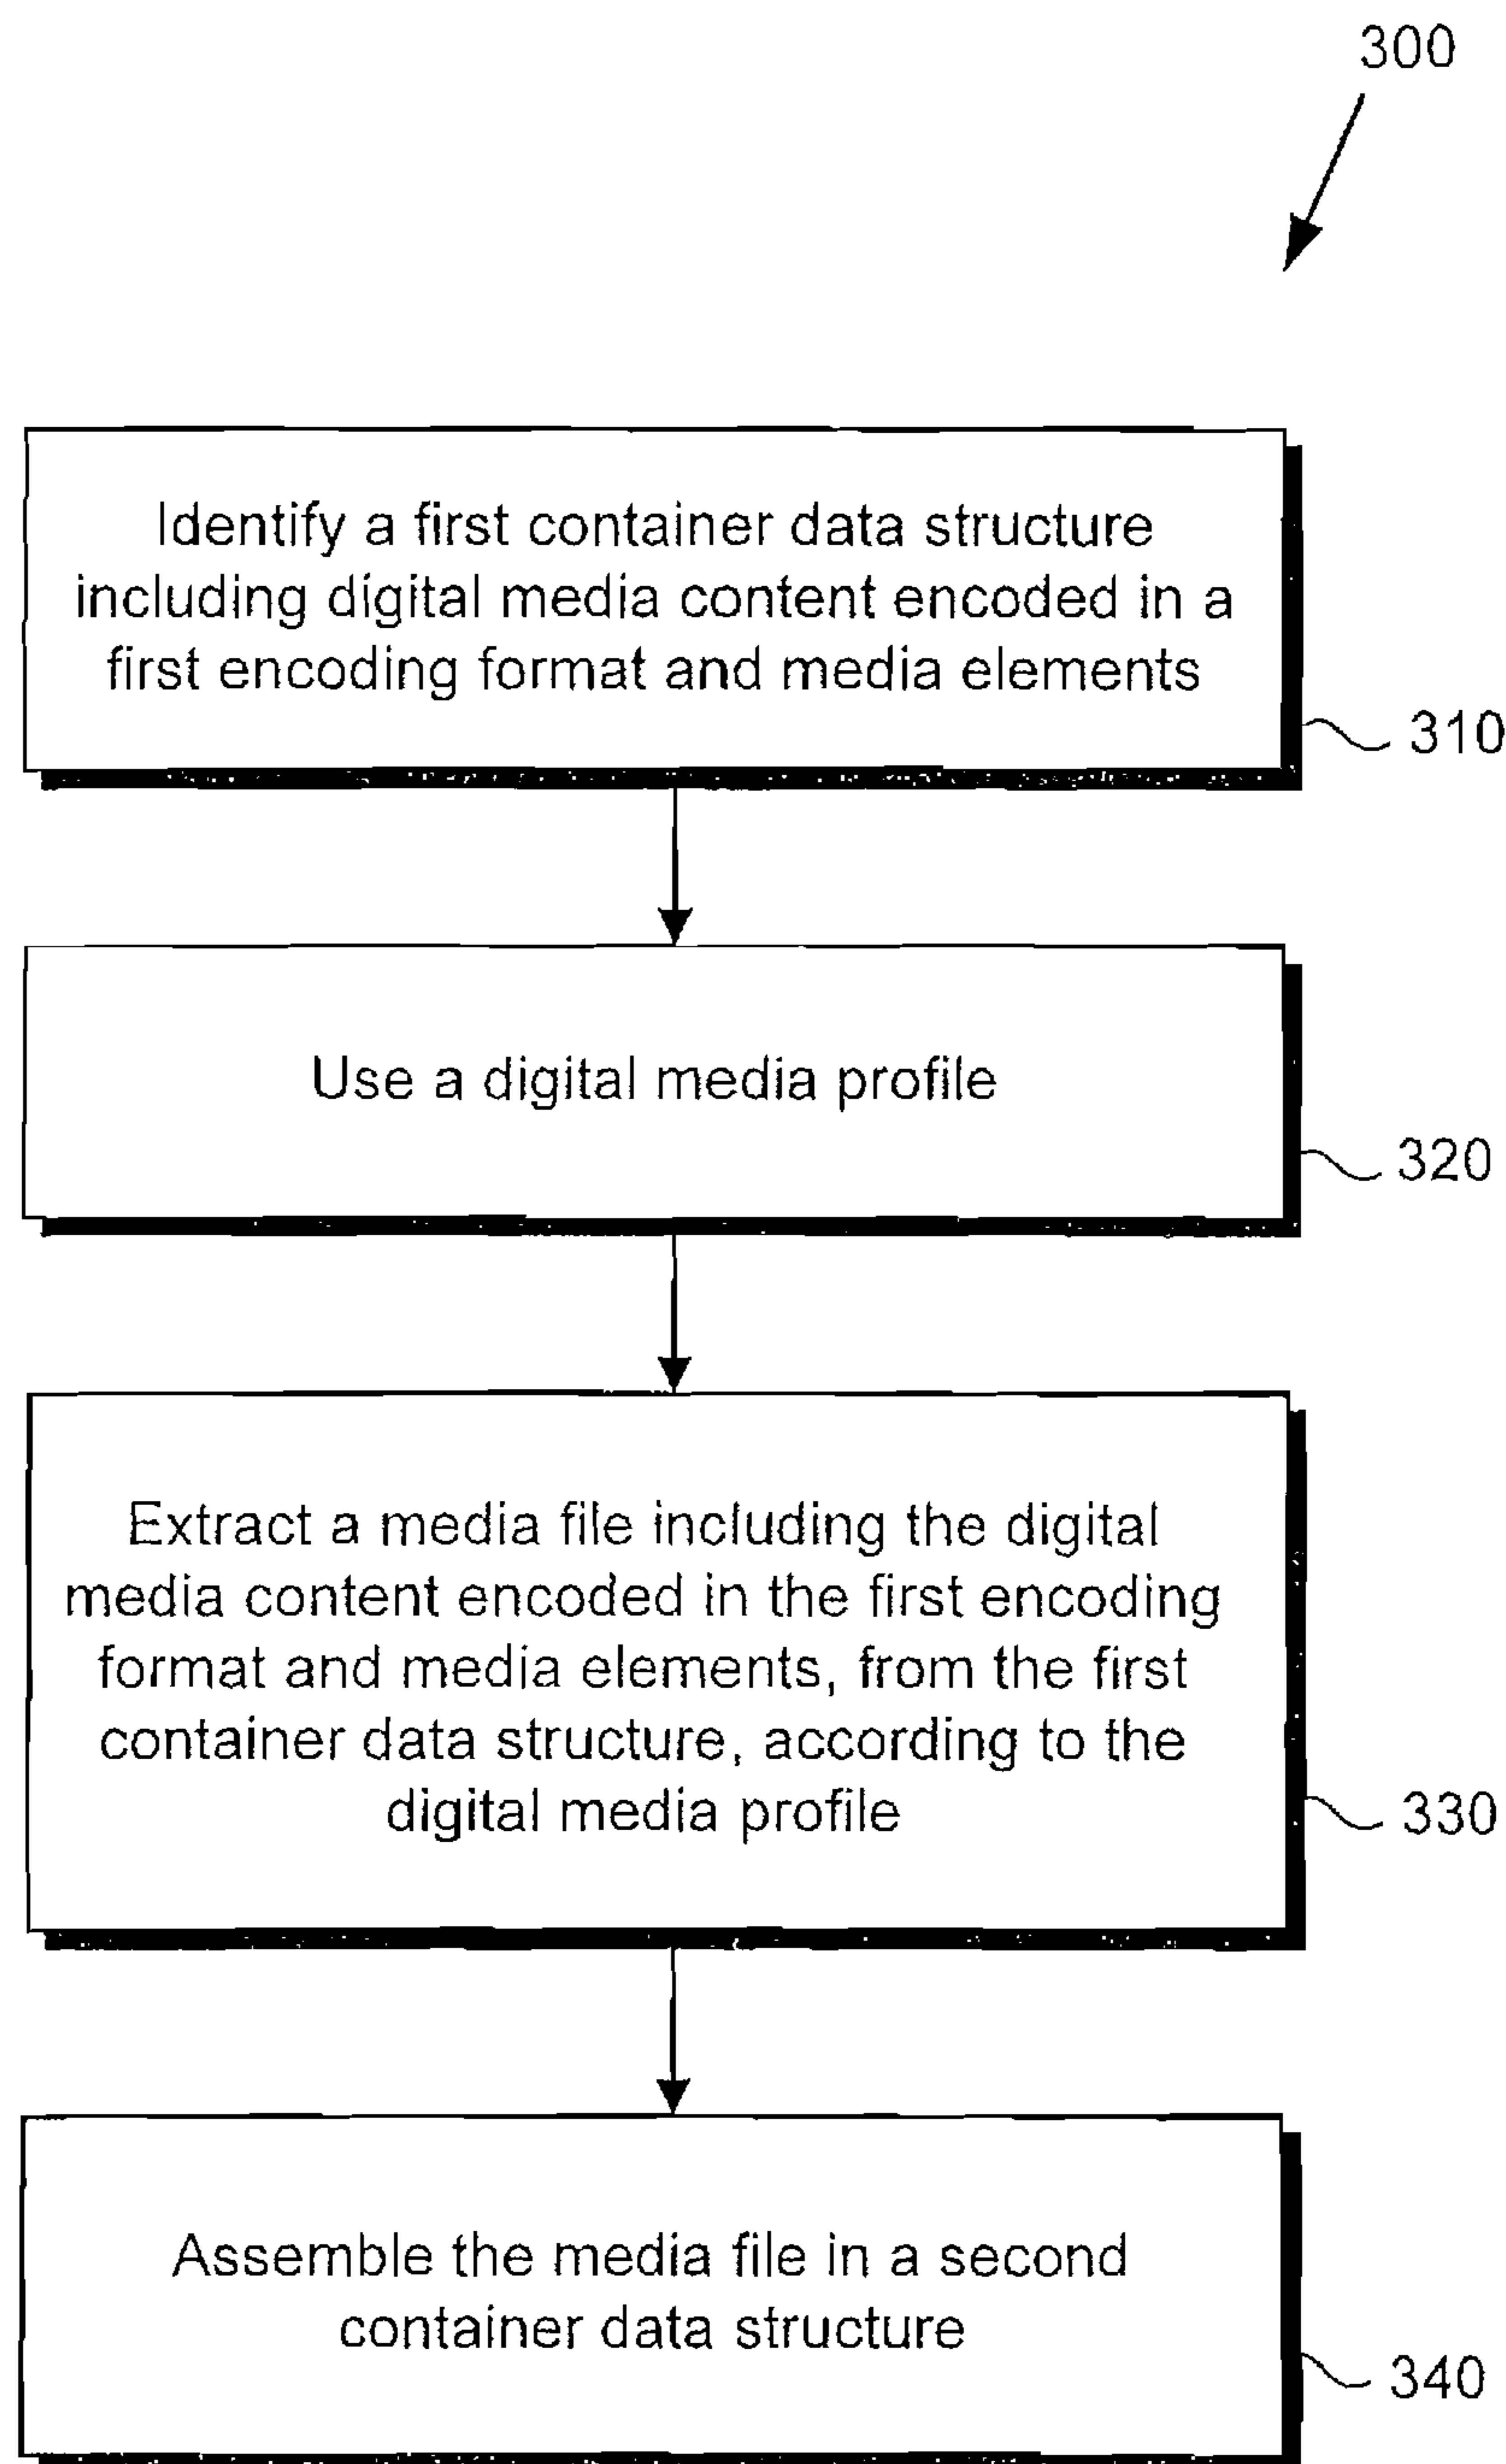 300
Identify a first container data structure
including digital media content encoded in a
first encoding format and media elements
310
Use a digital media profile
320
Extract a media file including the digital
media content encoded in the first encoding
format and media elements, from the first
container data structure, according to the
digital media profile
330
Assemble the media file in a second
container data structure
340